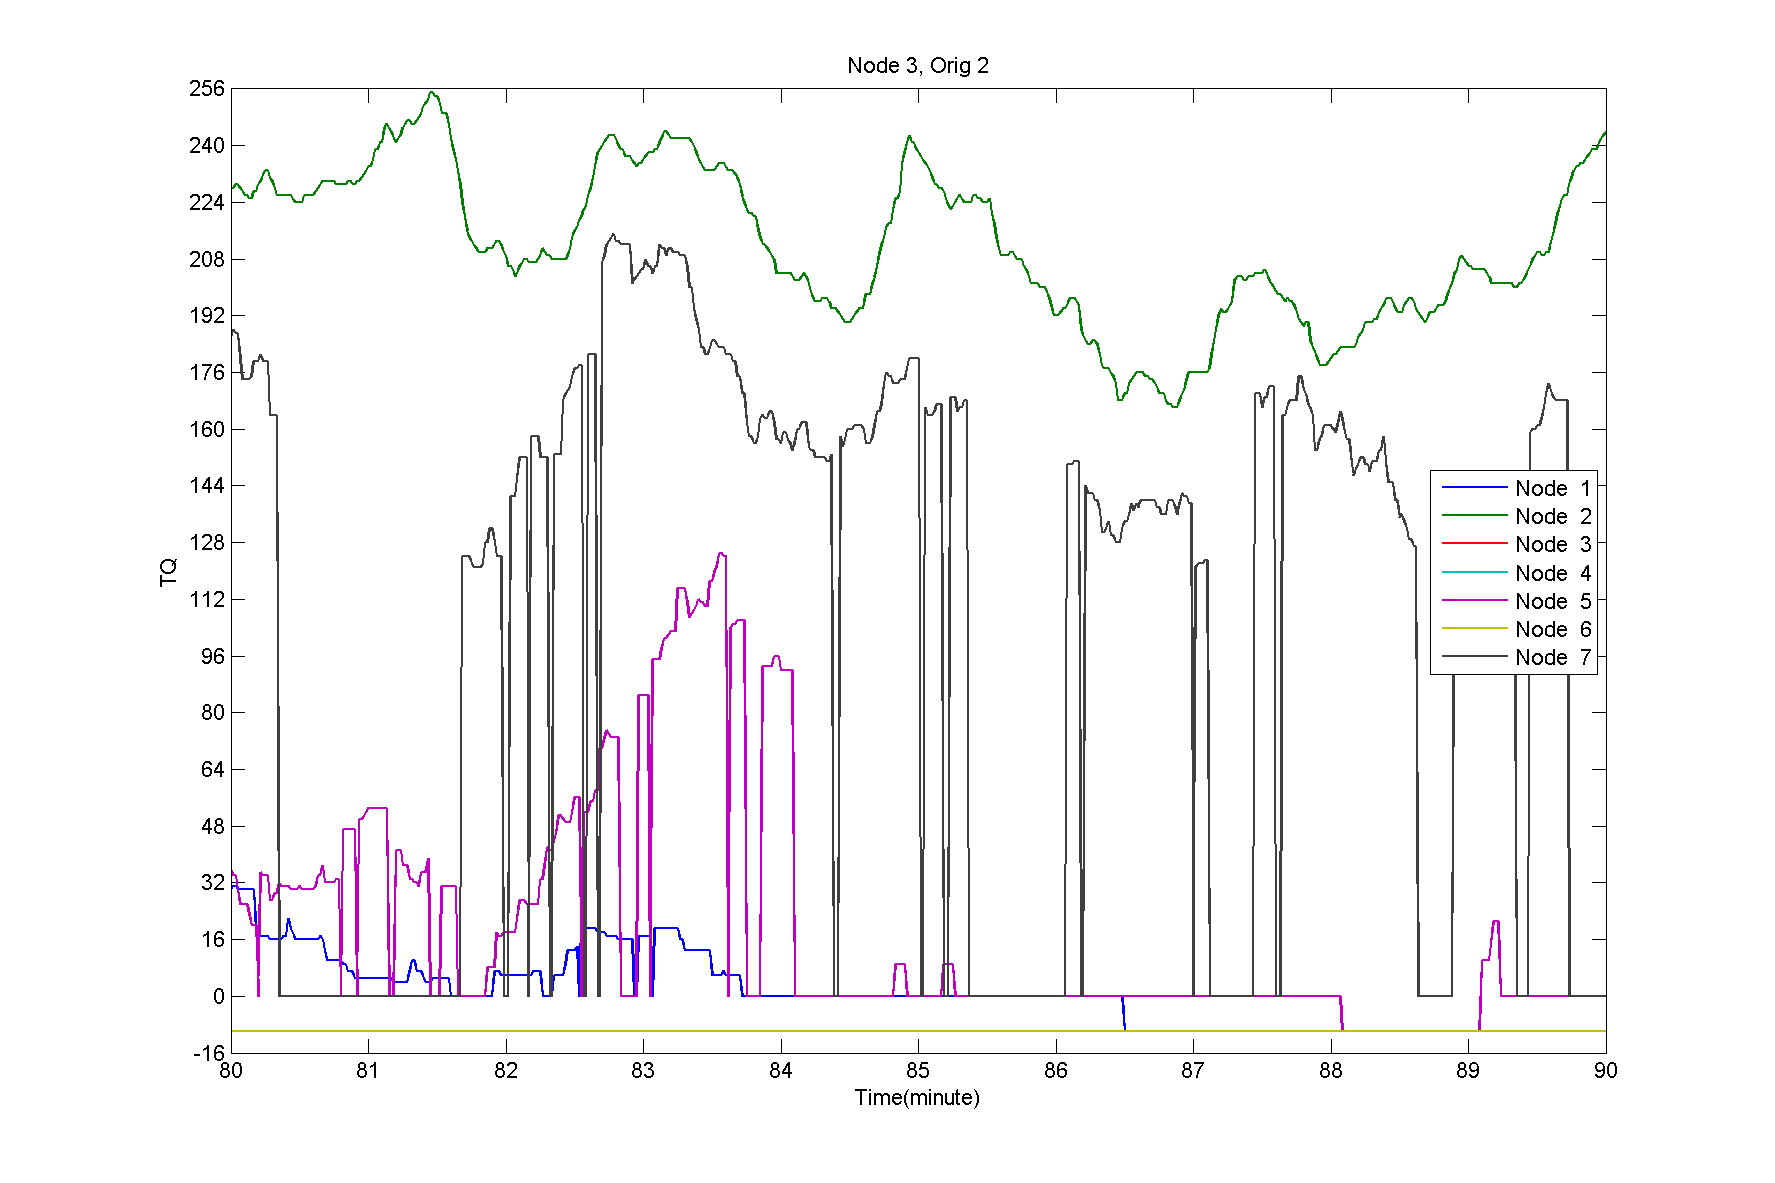 Node 3, Orig 2
256
240
224
208
192
176
160
144
128
112
96
80
64
48
32
16
0
-16
TQ
Node 1
Node 2
Node 3
Node 4
Node 5
Node 6
Node 7
80 81 82 83 84 85 86 87 88 89 90
Time(minute)